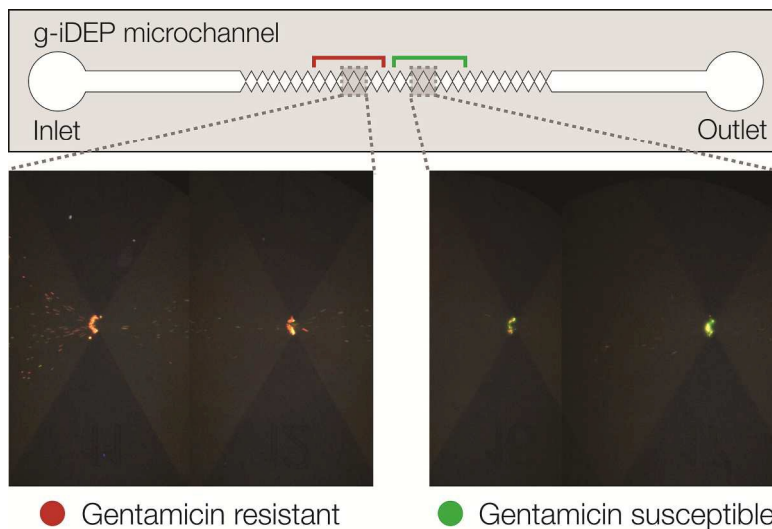 g-iDEP microchannel
Inlet
Outlet
Gentamicin resistant
Gentamicin susceptible